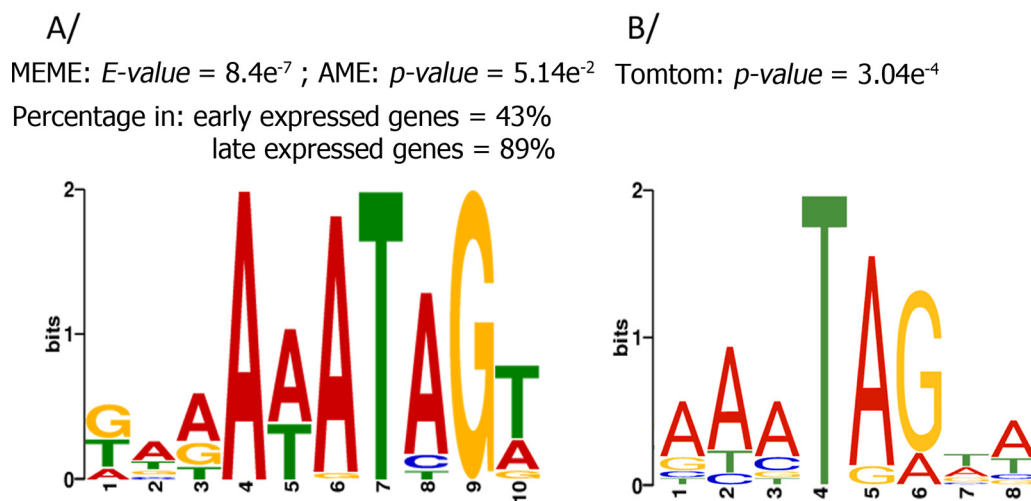 A/
MEME: E-value = 8.4e-7 ; AME: p-value = 5.14e-2
Percentage in: early expressed genes = 43%
late expressed genes = 89%
2
1
0
bits
G T A
A T G C
A G T
A
A T
A G
T
A C T
G
T A G
1 2 3 4 5 6 7 8 9 10
B/
Tomtom: p-value = 3.04e-4
2
1
0
bits
A G C T
A T C
A C T
T
A G
G A
T A G C
A T C G
1 2 3 4 5 6 7 8